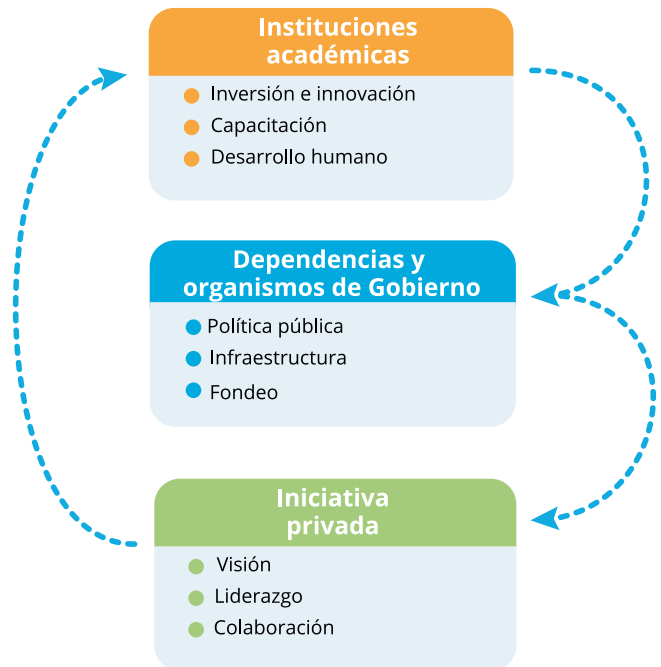 Instituciones
académicas
Inversión e innovación
Capacitación
Desarrollo humano
Dependencias y
organismos de Gobierno
Política pública
Infraestructura
Fondeo
Iniciativa
privada
Visión
Liderazgo
Colaboración